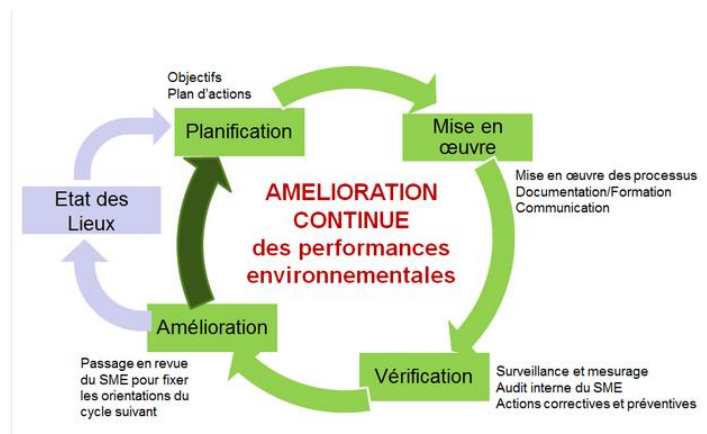 Objectifs
Plan d'actions
Planification
Mise en
œuvre
Mise en œuvre des processus
Documentation/Formation
Communication
Etat des
Lieux
AMELIORATION
CONTINUE
des performances
environnementales
Amélioration
Passage en revue
du SME pour fixer
les orientations du
cycle suivant
Vérification
Surveillance et mesurage
Audit interne du SME
Actions correctives et préventives